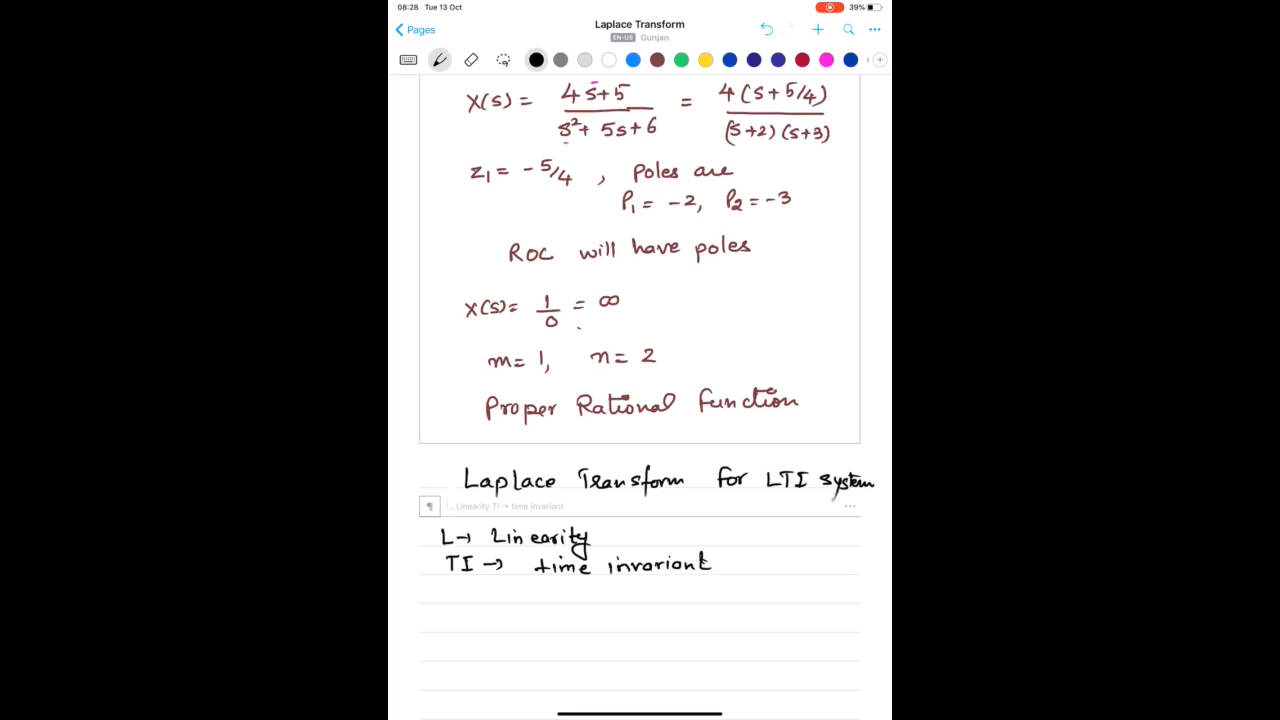 08:28 Tue 13 Oct
39%
Pages
Laplace Transform
EN-US Gunjan
X(s) = 4s+5 / s²+ 5s+6 = 4(s+5/4) / (s+2)(s+3)
z₁ = -5/4 , poles are
P₁ = -2, P₂ = -3
ROC will have poles
X(s) = 1/0 = ∞
m= 1, n= 2
Proper Rational function
Laplace Transform for LTI system
Linearity TI → time invariant
L → Linearity
TI → time invariant